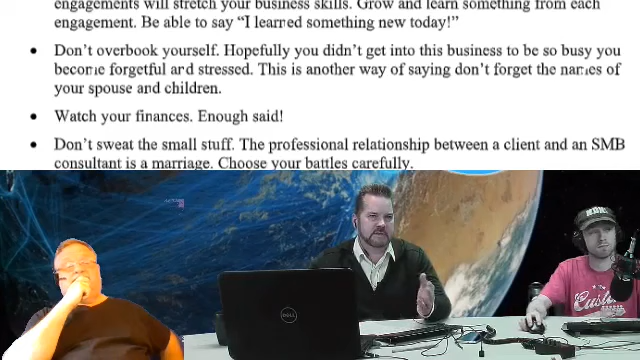 engagements will stretch your business skills. Grow and learn something from each
engagement. Be able to say “I learned something new today!”
• Don’t overbook yourself. Hopefully you didn’t get into this business to be so busy you
become forgetful and stressed. This is another way of saying don’t forget the names of
your spouse and children.
• Watch your finances. Enough said!
• Don’t sweat the small stuff. The professional relationship between a client and an SMB
consultant is a marriage. Choose your battles carefully.
DELL